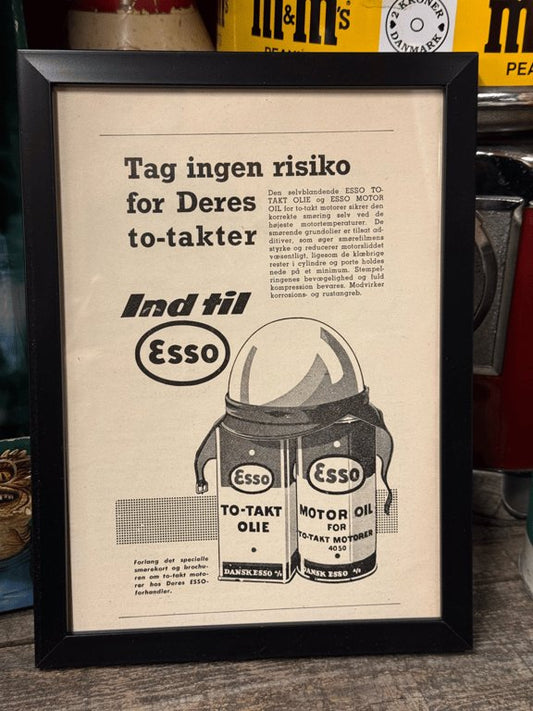 m&m's
m
PEANUT
PEA
2 KRONER
DANMARK
Tag ingen risiko
for Deres
to-takter
Den selvblandende ESSO TO-
TAKT OLIE og ESSO MOTOR
OIL for to-takt motorer sikrer den
korrekte smøring selv ved de
højeste motortemperaturer. De
smørende grundolier er tilsat ad-
ditiver, som øger smørefilmens
styrke og reducerer motorsliddet
væsentligt, ligesom de klæbrige
rester i cylindre og porte holdes
nede på et minimum. Stempel-
ringenes bevægelighed og fuld
kompression bevares. Modvirker
korrosions- og rustangreb.
Ind til
Esso
Esso
TO-TAKT
OLIE
DANSK ESSO A/S
Esso
MOTOR OIL
FOR
TO-TAKT MOTORER
4050
DANSK ESSO A/S
Forlang det specielle
smørekort og brochu-
ren om to-takt moto-
rer hos Deres ESSO-
forhandler.